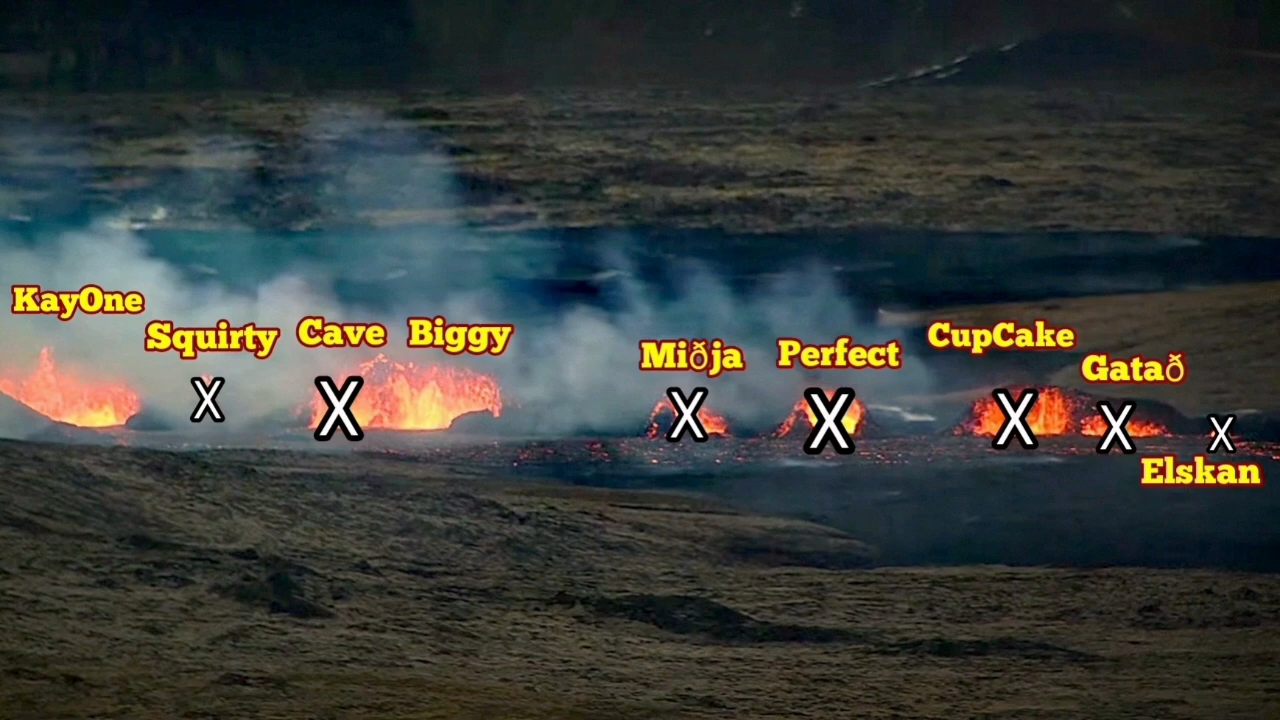 KayOne
Squirty
Cave
Biggy
Miðja
Perfect
CupCake
Gatað
Elskan
X
X
X
X
X
X
X